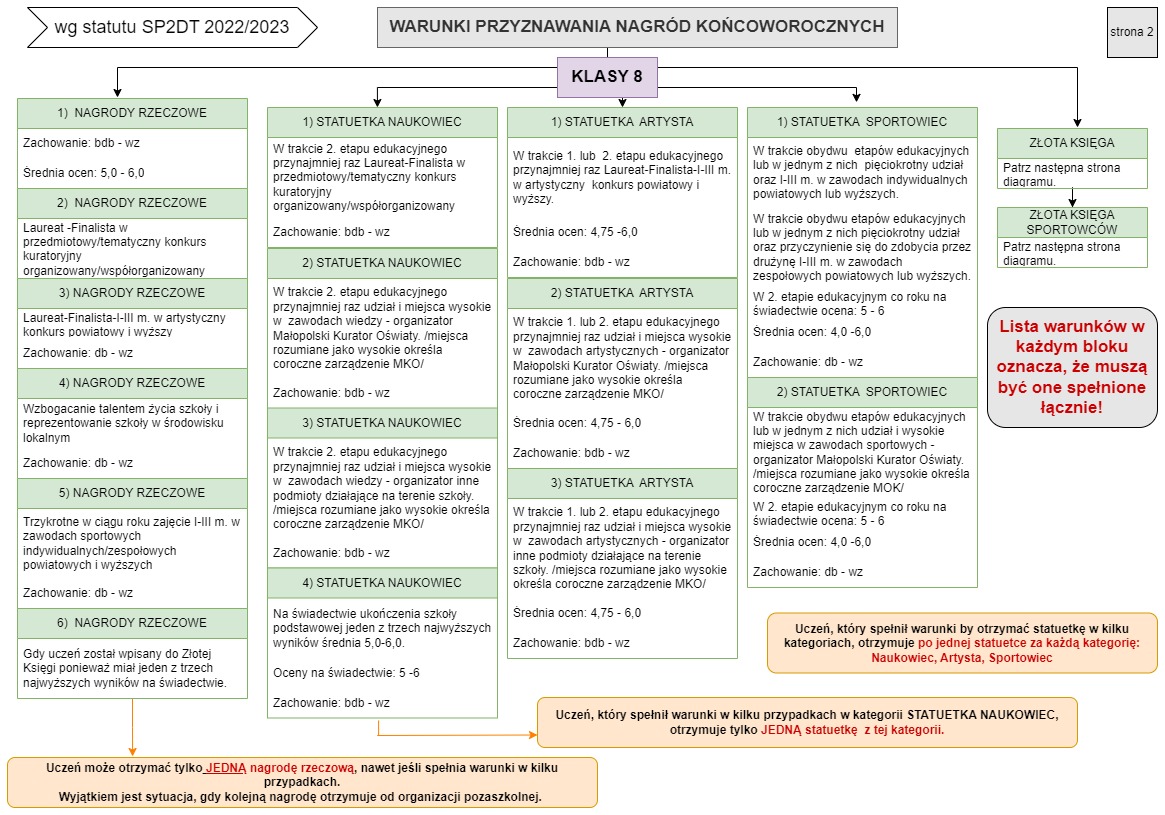 wg statutu SP2DT 2022/2023
WARUNKI PRZYZNAWANIA NAGRÓD KOŃCOWOROCZNYCH
strona 2
KLASY 8
1) NAGRODY RZECZOWE
Zachowanie: bdb - wz
Średnia ocen: 5,0 - 6,0
2) NAGRODY RZECZOWE
Laureat -Finalista w
przedmiotowy/tematyczny konkurs
kuratoryjny
organizowany/współorganizowany
3) NAGRODY RZECZOWE
Laureat-Finalista-I-III m. w artystyczny
konkurs powiatowy i wyższy
Zachowanie: db - wz
4) NAGRODY RZECZOWE
Wzbogacanie talentem życia szkoły i
reprezentowanie szkoły w środowisku
lokalnym
Zachowanie: db - wz
5) NAGRODY RZECZOWE
Trzykrotne w ciągu roku zajęcie I-III m. w
zawodach sportowych
indywidualnych/zespołowych
powiatowych i wyższych
Zachowanie: db - wz
6) NAGRODY RZECZOWE
Gdy uczeń został wpisany do Złotej
Księgi ponieważ miał jeden z trzech
najwyższych wyników na świadectwie.
1) STATUETKA NAUKOWIEC
W trakcie 2. etapu edukacyjnego
przynajmniej raz Laureat-Finalista w
przedmiotowy/tematyczny konkurs
kuratoryjny
organizowany/współorganizowany
Zachowanie: bdb - wz
2) STATUETKA NAUKOWIEC
W trakcie 2. etapu edukacyjnego
przynajmniej raz udział i miejsca wysokie
w zawodach wiedzy - organizator
Małopolski Kurator Oświaty. /miejsca
rozumiane jako wysokie określa
coroczne zarządzenie MKO/
Zachowanie: bdb - wz
3) STATUETKA NAUKOWIEC
W trakcie 2. etapu edukacyjnego
przynajmniej raz udział i miejsca wysokie
w zawodach wiedzy - organizator inne
podmioty działające na terenie szkoły.
/miejsca rozumiane jako wysokie określa
coroczne zarządzenie MKO/
Zachowanie: bdb - wz
4) STATUETKA NAUKOWIEC
Na świadectwie ukończenia szkoły
podstawowej jeden z trzech najwyższych
wyników średnia 5,0-6,0.
Oceny na świadectwie: 5 -6
Zachowanie: bdb - wz
1) STATUETKA ARTYSTA
W trakcie 1. lub 2. etapu edukacyjnego
przynajmniej raz Laureat-Finalista-I-III m.
w artystyczny konkurs powiatowy i
wyższy.
Średnia ocen: 4,75 -6,0
Zachowanie: bdb - wz
2) STATUETKA ARTYSTA
W trakcie 1. lub 2. etapu edukacyjnego
przynajmniej raz udział i miejsca wysokie
w zawodach artystycznych - organizator
Małopolski Kurator Oświaty. /miejsca
rozumiane jako wysokie określa
coroczne zarządzenie MKO/
Średnia ocen: 4,75 - 6,0
Zachowanie: bdb - wz
3) STATUETKA ARTYSTA
W trakcie 1. lub 2. etapu edukacyjnego
przynajmniej raz udział i miejsca wysokie
w zawodach artystycznych - organizator
inne podmioty działające na terenie
szkoły. /miejsca rozumiane jako wysokie
określa coroczne zarządzenie MKO/
Średnia ocen: 4,75 - 6,0
Zachowanie: bdb - wz
1) STATUETKA SPORTOWIEC
W trakcie obydwu etapów edukacyjnych
lub w jednym z nich pięciokrotny udział
oraz I-III m. w zawodach indywidualnych
powiatowych lub wyższych.
W trakcie obydwu etapów edukacyjnych
lub w jednym z nich pięciokrotny udział
oraz przyczynienie się do zdobycia przez
drużynę I-III m. w zawodach
zespołowych powiatowych lub wyższych.
W 2. etapie edukacyjnym co roku na
świadectwie ocena: 5 - 6
Średnia ocen: 4,0 -6,0
Zachowanie: db - wz
2) STATUETKA SPORTOWIEC
W trakcie obydwu etapów edukacyjnych
lub w jednym z nich udział i wysokie
miejsca w zawodach sportowych -
organizator Małopolski Kurator Oświaty.
/miejsca rozumiane jako wysokie określa
coroczne zarządzenie MOK/
W 2. etapie edukacyjnym co roku na
świadectwie ocena: 5 - 6
Średnia ocen: 4,0 -6,0
Zachowanie: db - wz
ZŁOTA KSIĘGA
Patrz następna strona
diagramu.
ZŁOTA KSIĘGA
SPORTOWCÓW
Patrz następna strona
diagramu.
Lista warunków w
każdym bloku
oznacza, że muszą
być one spełnione
łącznie!
Uczeń, który spełnił warunki by otrzymać statuetkę w kilku
kategoriach, otrzymuje po jednej statuetce za każdą kategorię:
Naukowiec, Artysta, Sportowiec
Uczeń, który spełnił warunki w kilku przypadkach w kategorii STATUETKA NAUKOWIEC,
otrzymuje tylko JEDNĄ statuetkę z tej kategorii.
Uczeń może otrzymać tylko JEDNĄ nagrodę rzeczową, nawet jeśli spełnia warunki w kilku
przypadkach.
Wyjątkiem jest sytuacja, gdy kolejną nagrodę otrzymuje od organizacji pozaszkolnej.